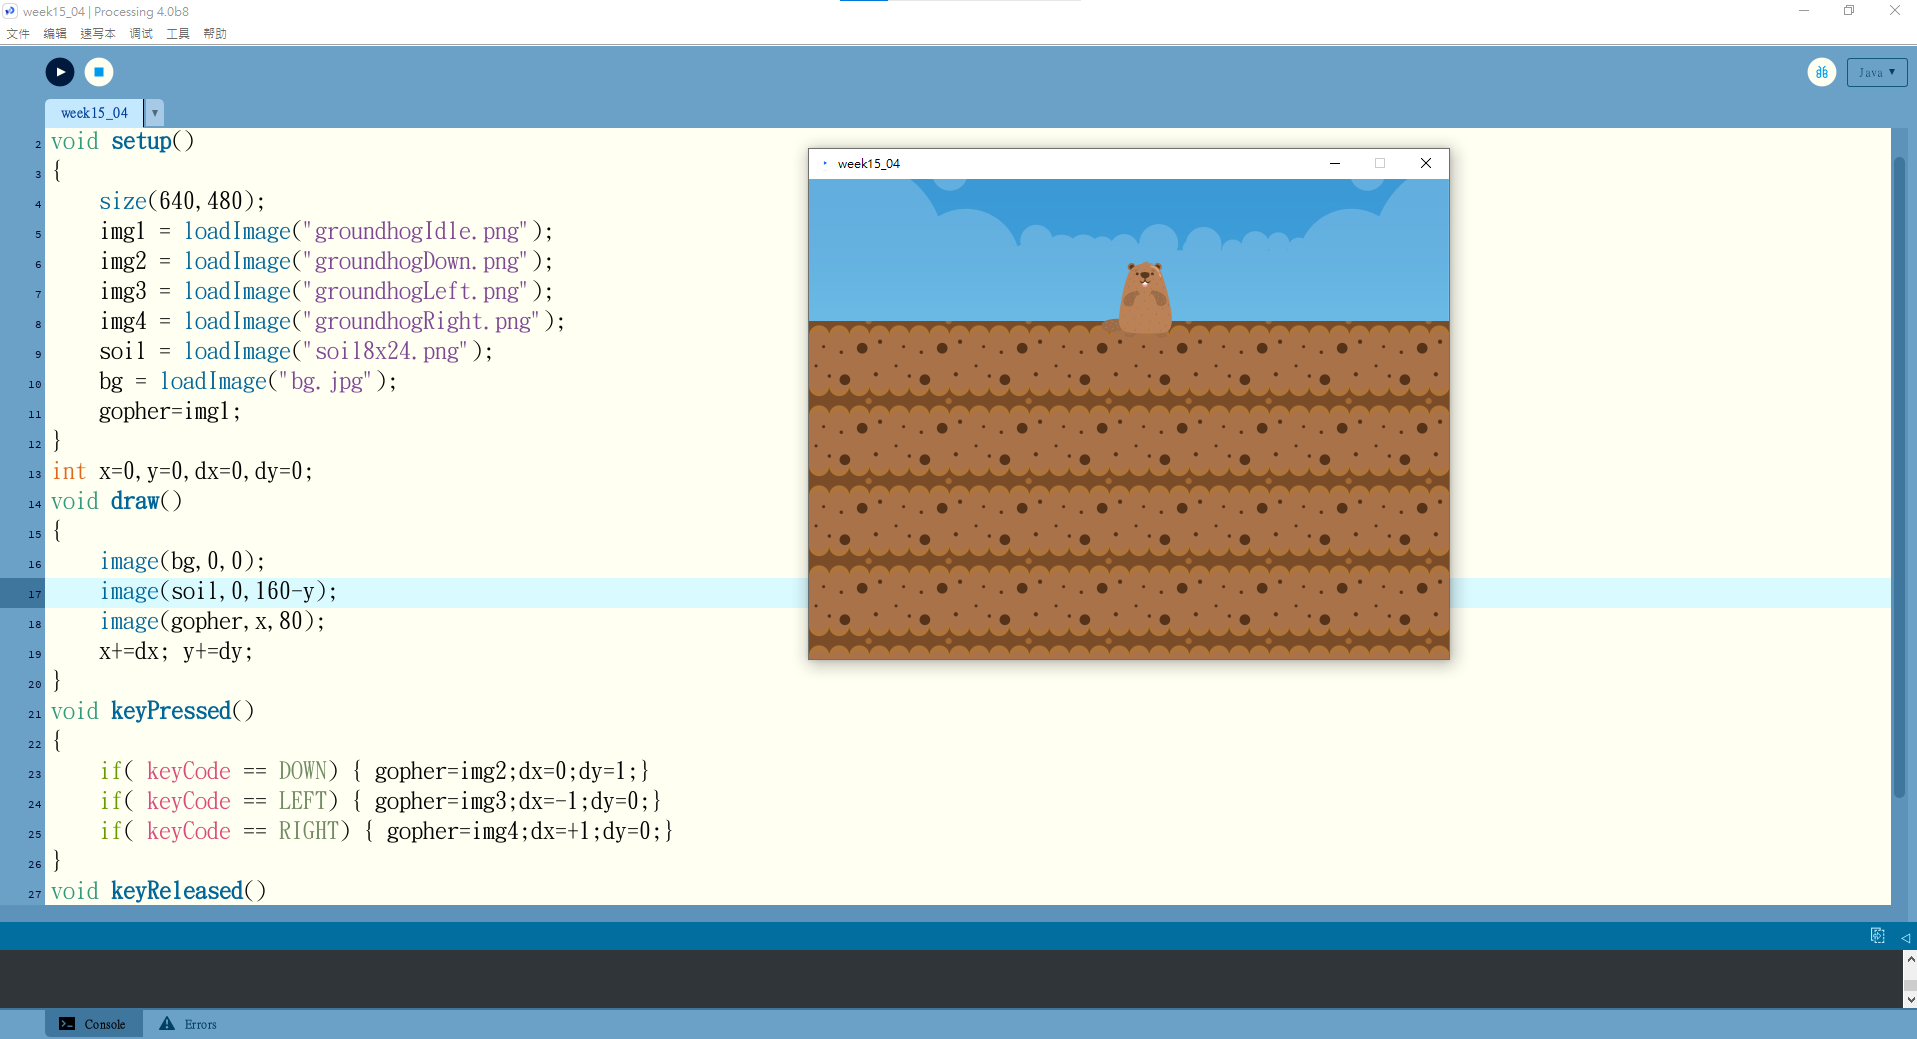 week15_04 | Processing 4.0b8
文件 编辑 速写本 调试 工具 帮助
Java ▼
week15_04 ▼
2 void setup()
3 {
4 size(640,480);
5 img1 = loadImage("groundhogIdle.png");
6 img2 = loadImage("groundhogDown.png");
7 img3 = loadImage("groundhogLeft.png");
8 img4 = loadImage("groundhogRight.png");
9 soil = loadImage("soil8x24.png");
10 bg = loadImage("bg.jpg");
11 gopher=img1;
12 }
13 int x=0,y=0,dx=0,dy=0;
14 void draw()
15 {
16 image(bg,0,0);
17 image(soil,0,160-y);
18 image(gopher,x,80);
19 x+=dx; y+=dy;
20 }
21 void keyPressed()
22 {
23 if( keyCode == DOWN) { gopher=img2;dx=0;dy=1;}
24 if( keyCode == LEFT) { gopher=img3;dx=-1;dy=0;}
25 if( keyCode == RIGHT) { gopher=img4;dx=+1;dy=0;}
26 }
27 void keyReleased()
week15_04
Console
Errors